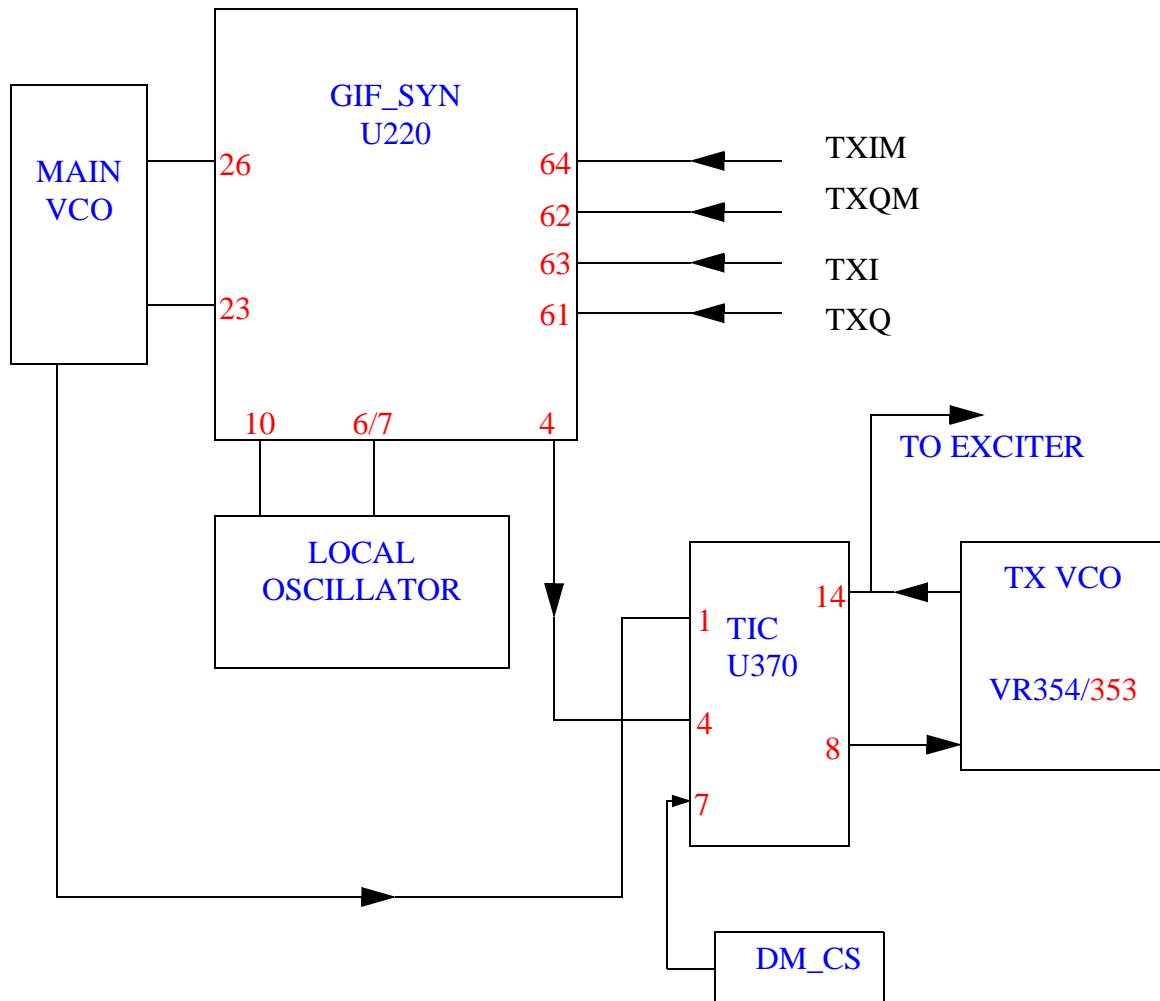 GIF_SYN
U220
MAIN
VCO
26
23
64
62
63
61
TXIM
TXQM
TXI
TXQ
10
6/7
4
LOCAL
OSCILLATOR
TO EXCITER
TIC
U370
1
4
7
14
8
TX VCO
VR354/353
DM_CS